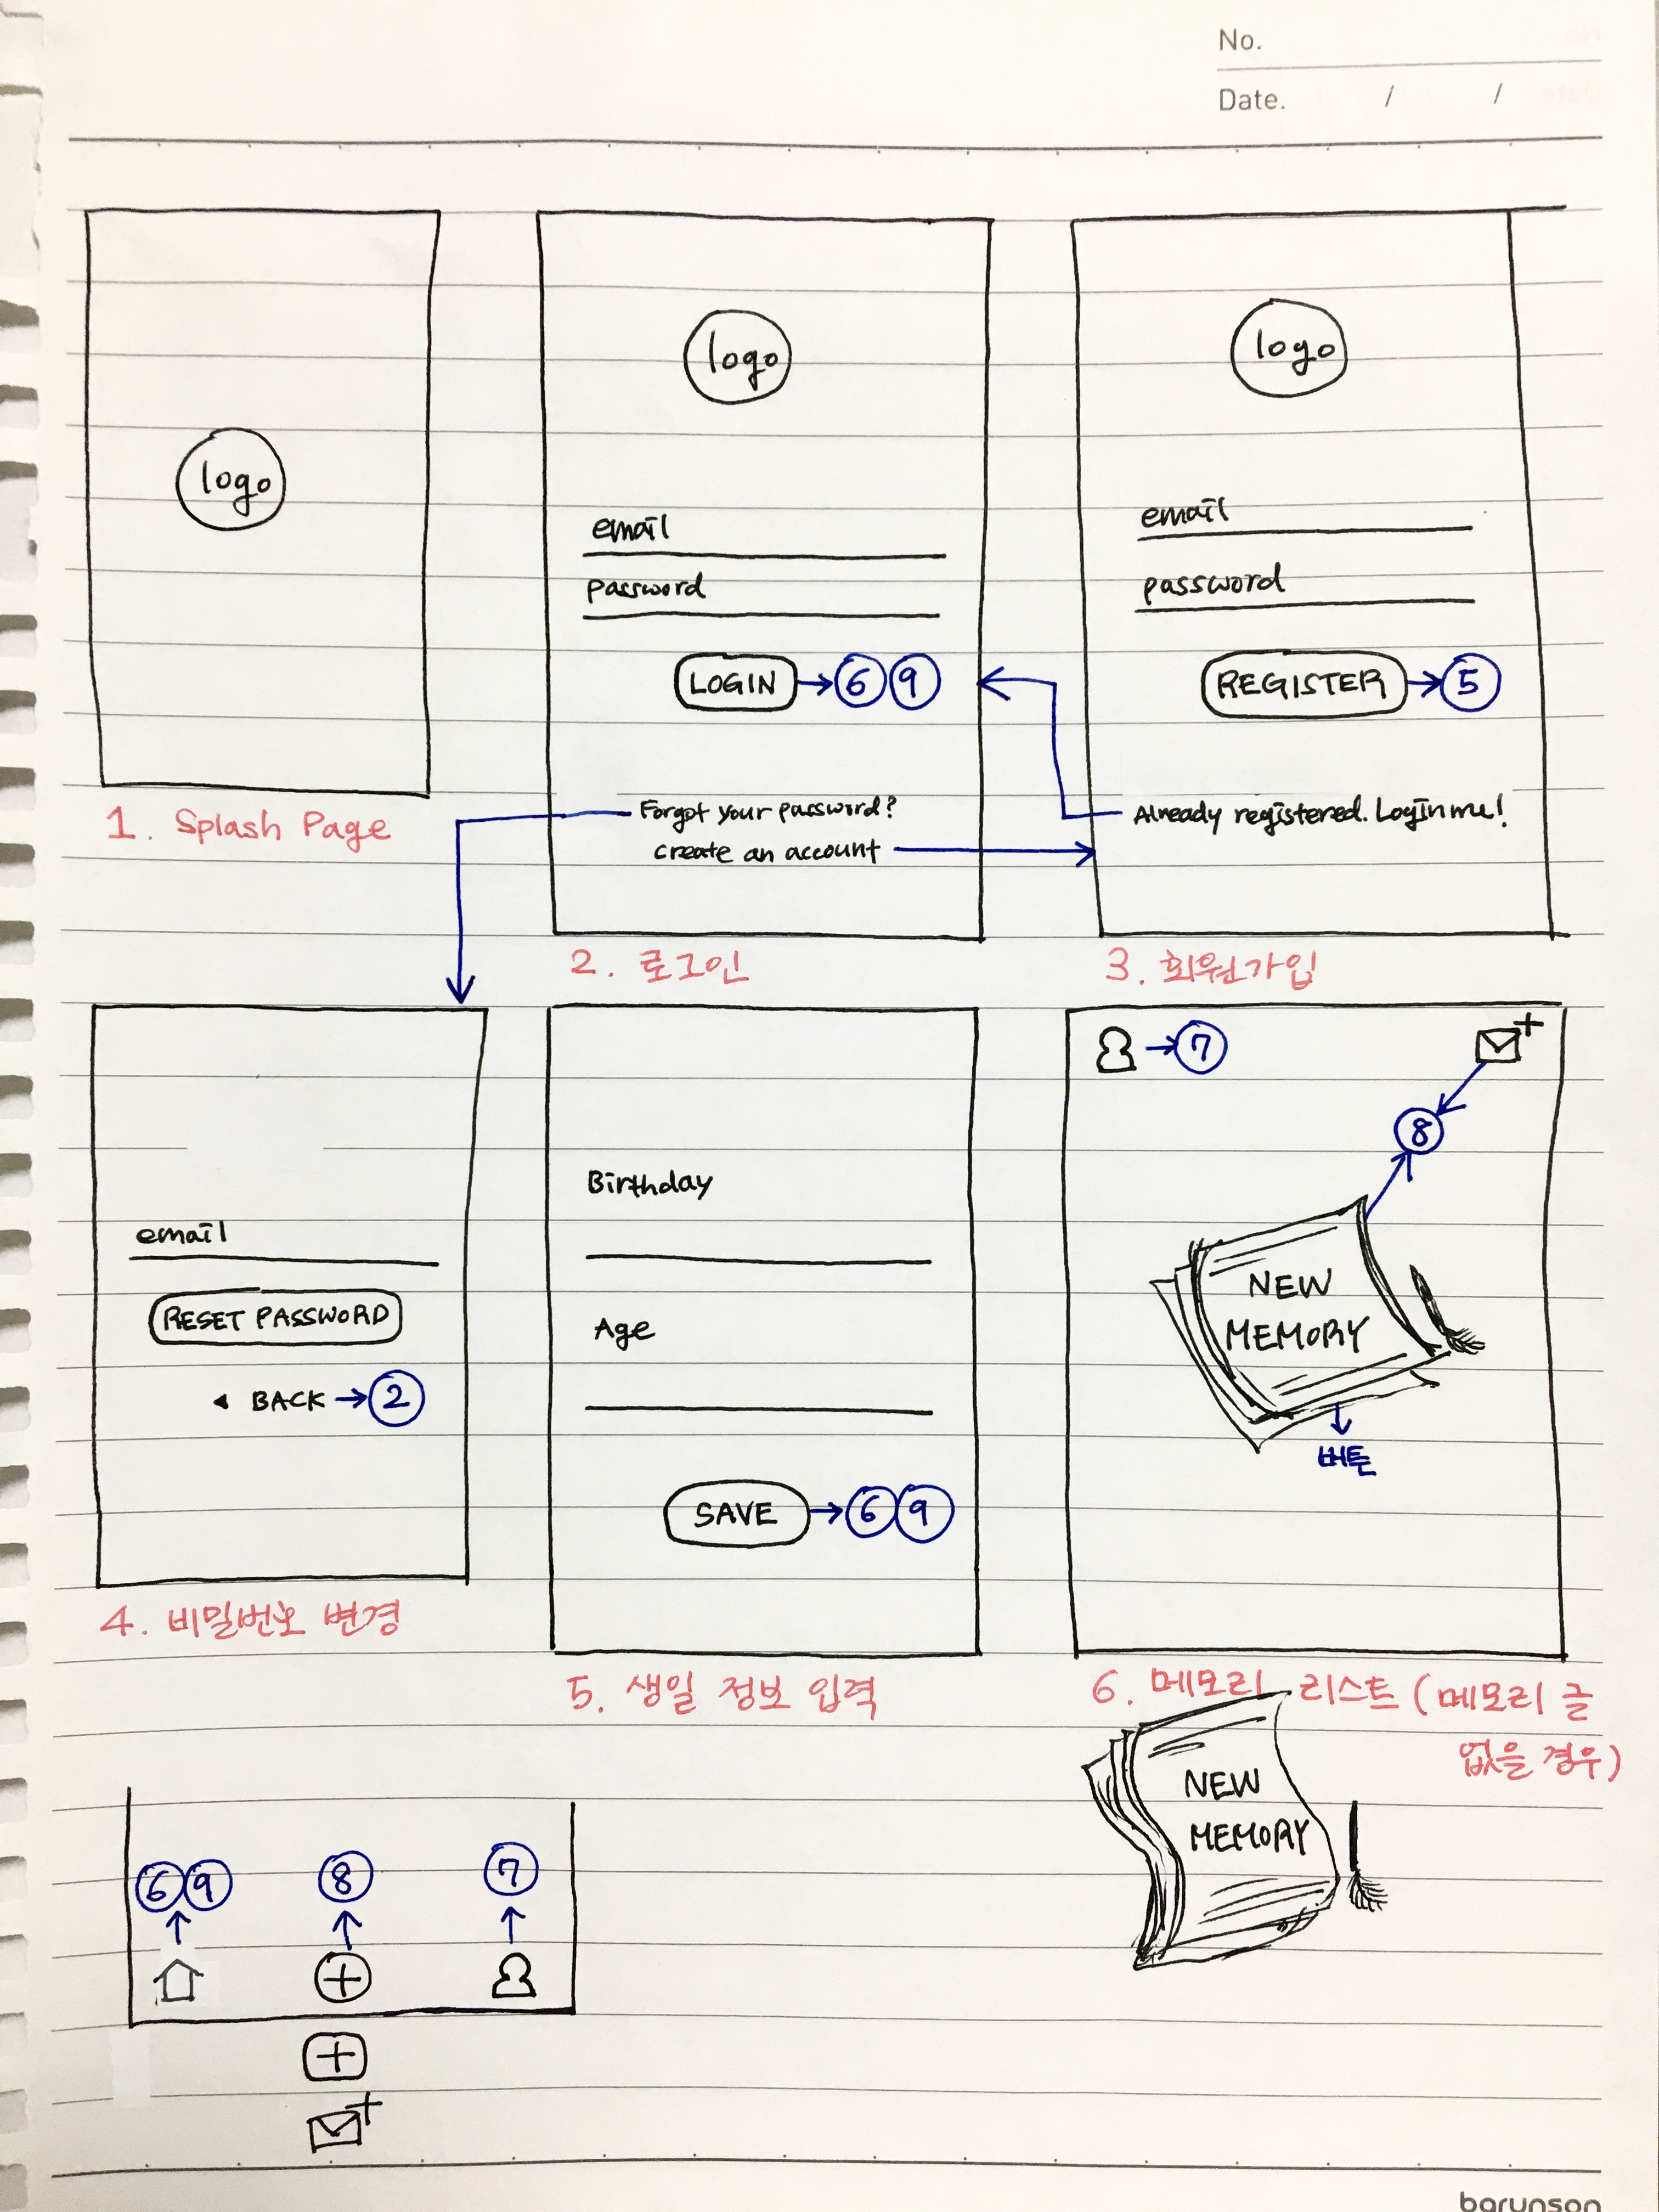 No.
Date. / /
logo
1. Splash Page
logo
email
password
LOGIN → 6 9
Forgot your password?
create an account
2. 로그인
logo
email
password
REGISTER → 5
Already registered. Login me!
3. 회원가입
email
RESET PASSWORD
◂ BACK → 2
4. 비밀번호 변경
Birthday
Age
SAVE → 6 9
5. 생일 정보 입력
→ 7
8
NEW
MEMORY
버튼
6. 메모리 리스트 (메모리 글
없을 경우)
6 9 8 7
NEW
MEMORY
barunson